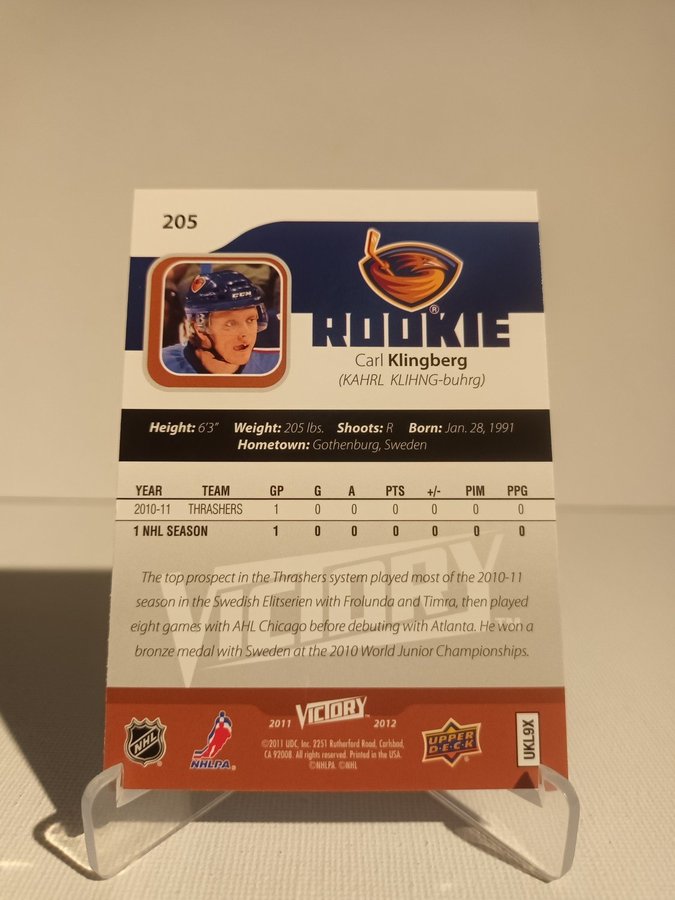 205
ROOKIE
®
Carl Klingberg
(KAHRL KLIHNG-buhrg)
CCM
Height: 6'3" Weight: 205 lbs. Shoots: R Born: Jan. 28, 1991
Hometown: Gothenburg, Sweden
YEAR TEAM GP G A PTS +/- PIM PPG
2010-11 THRASHERS 1 0 0 0 0 0 0
1 NHL SEASON 1 0 0 0 0 0 0
VICTORY™
The top prospect in the Thrashers system played most of the 2010-11
season in the Swedish Elitserien with Frolunda and Timra, then played
eight games with AHL Chicago before debuting with Atlanta. He won a
bronze medal with Sweden at the 2010 World Junior Championships.
NHL
NHLPA
2011 VICTORY™ 2012
©2011 UDC, Inc. 2251 Rutherford Road, Carlsbad,
CA 92008. All rights reserved. Printed in the USA.
©NHLPA. ©NHL
UPPER
DECK
UKL9X